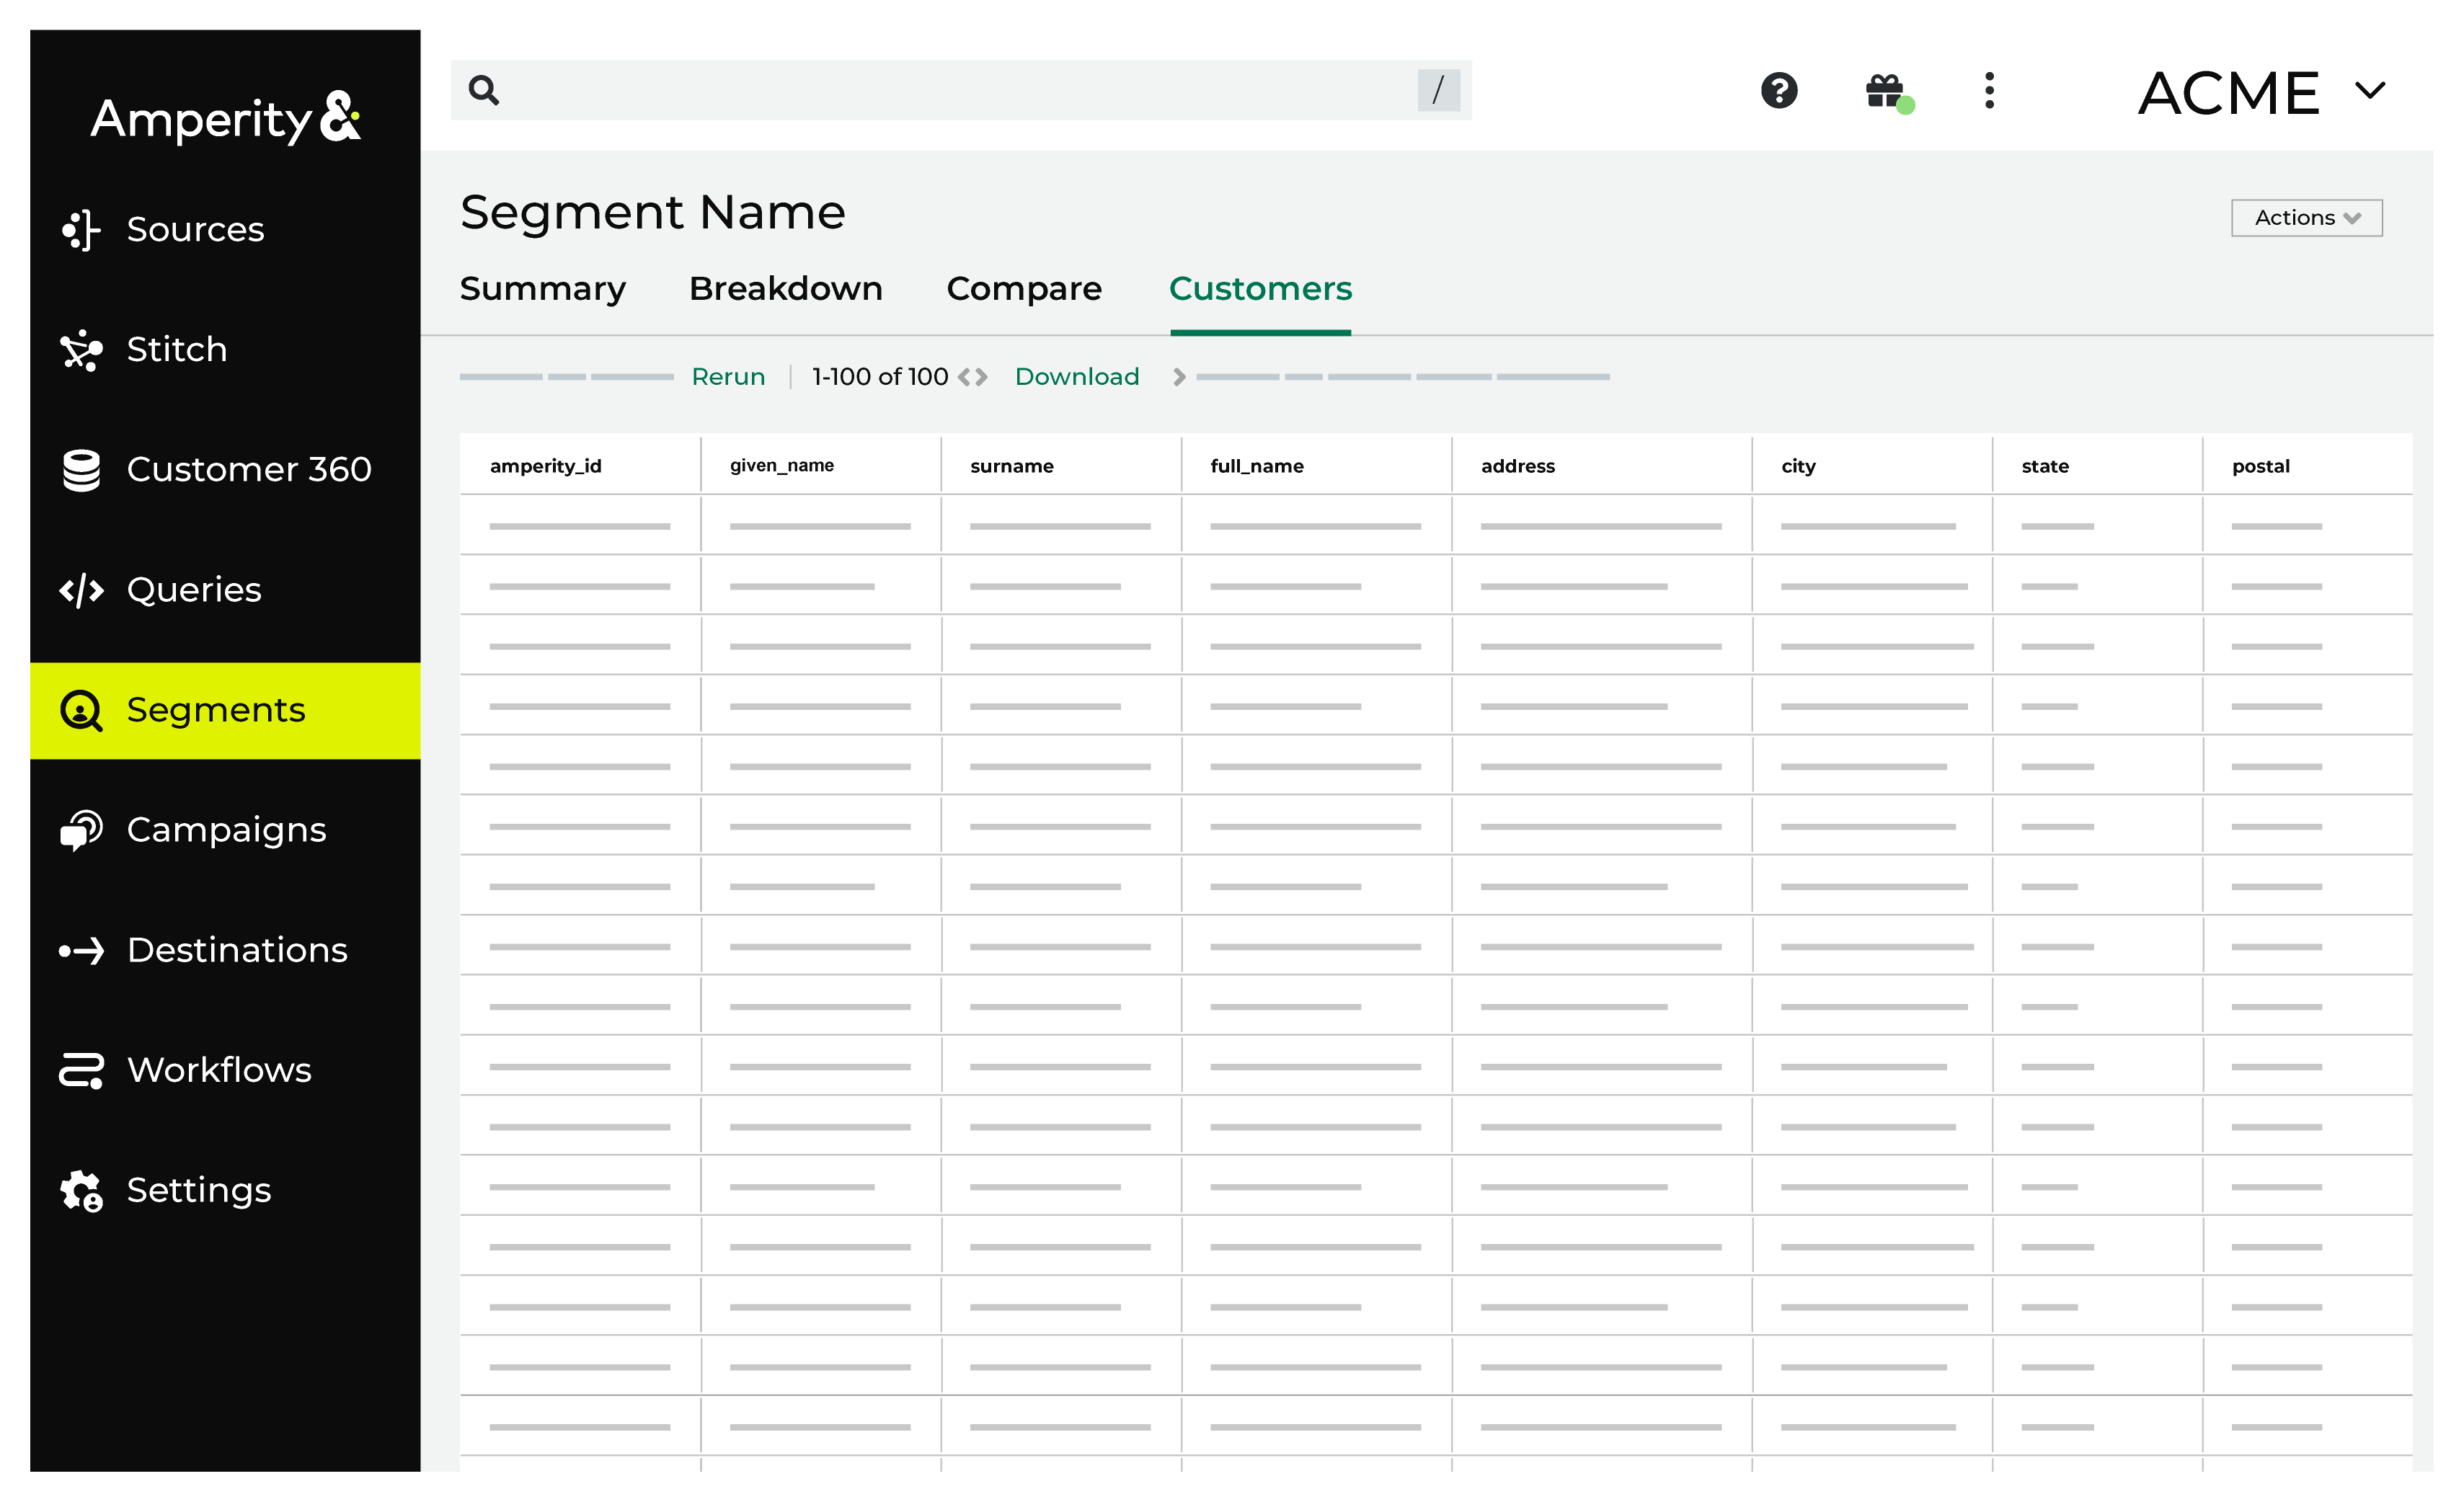 Amperity&
/
ACME
Sources
Stitch
Customer 360
Queries
Segments
Campaigns
Destinations
Workflows
Settings
Segment Name
Actions
Summary Breakdown Compare Customers
Rerun 1-100 of 100 Download
amperity_id given_name surname full_name address city state postal